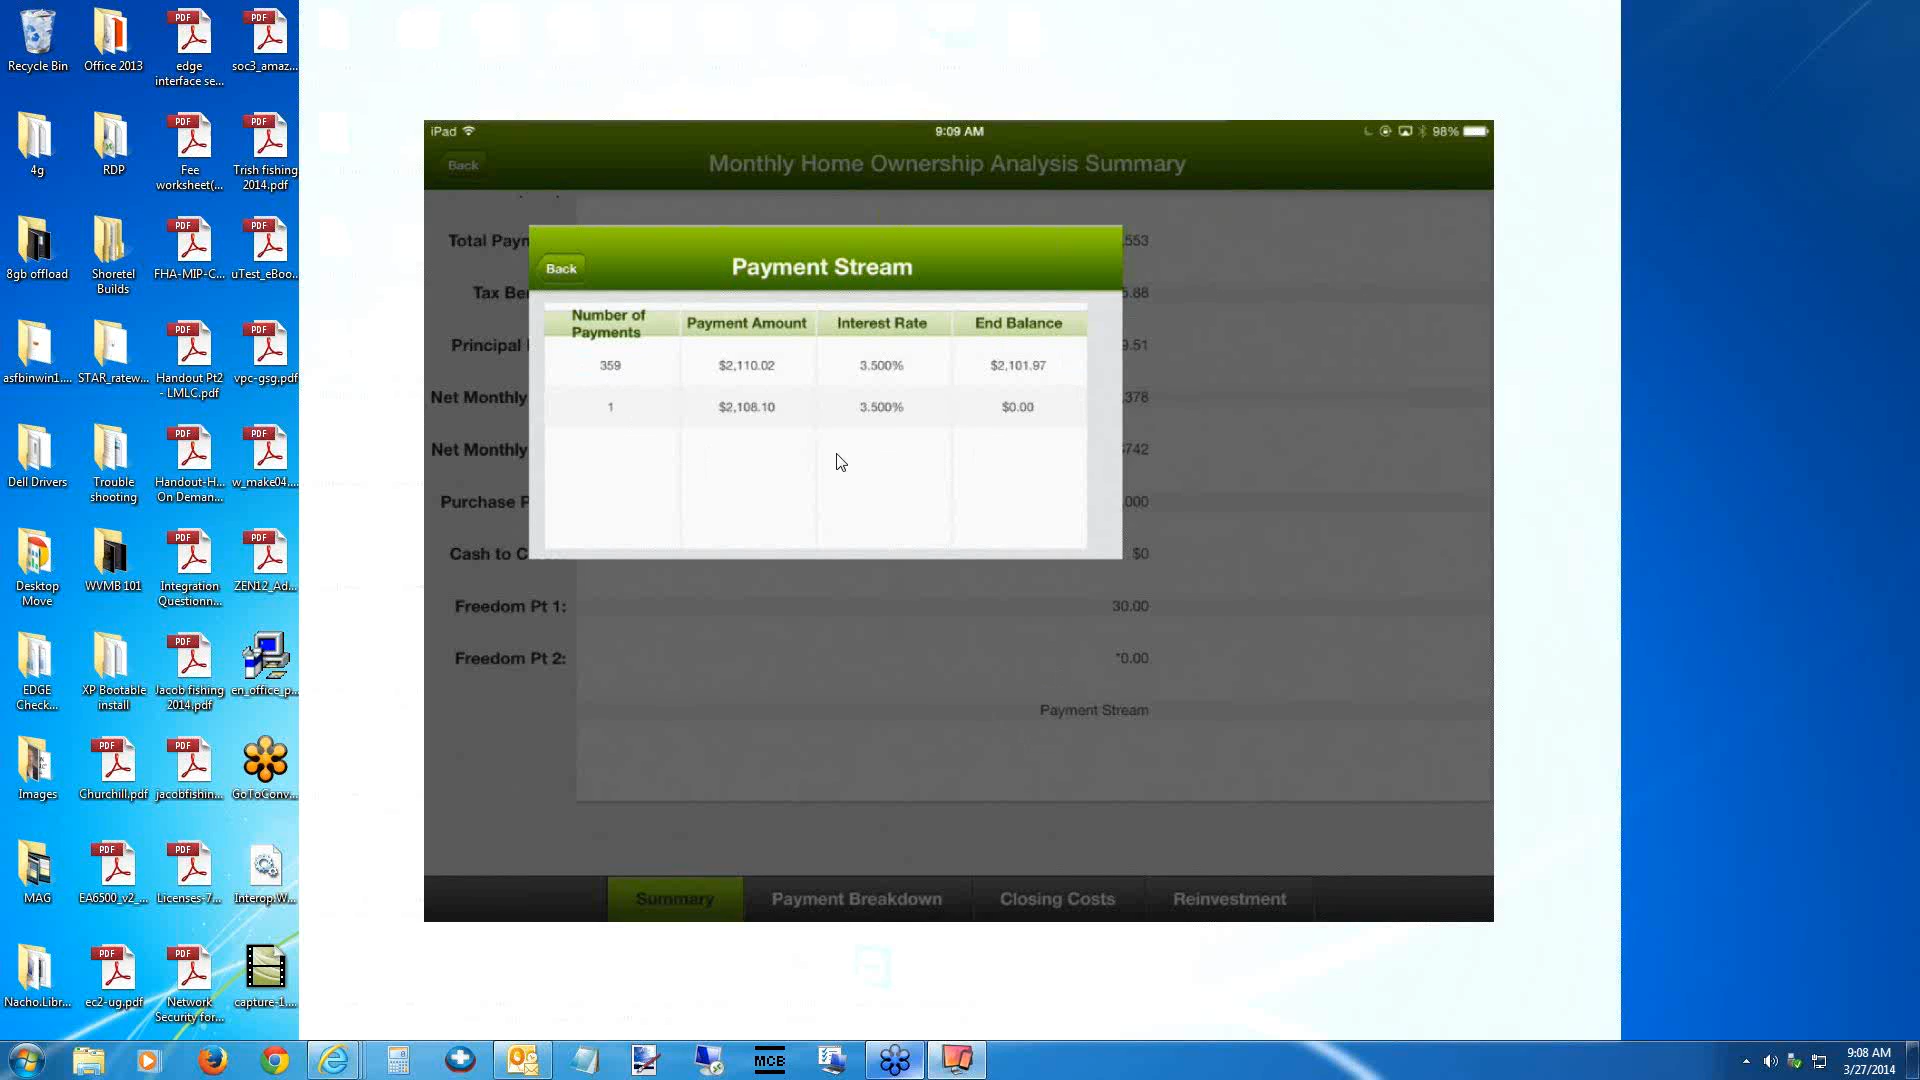 Recycle Bin
Office 2013
edge
interface se...
soc3_amaz...
4g
RDP
Fee
worksheet(...
Trish fishing
2014.pdf
8gb offload
Shoretel
Builds
FHA-MIP-C...
uTest_eBoo...
asfbinwin1....
STAR_ratew...
Handout Pt2
- LMLC.pdf
vpc-gsg.pdf
Dell Drivers
Trouble
shooting
Handout-H...
On Deman...
w_make04....
Desktop
Move
WVMB 101
Integration
Questionn...
ZEN12_Ad...
EDGE
Check...
XP Bootable
install
Jacob fishing
2014.pdf
en_office_p...
Images
Churchill.pdf
jacobfishin...
GoToConv...
MAG
EA6500_v2_...
Licenses-7...
Interop.W...
Nacho.Libr...
ec2-ug.pdf
Network
Security for...
capture-1....
iPad
9:09 AM
98%
Back
Monthly Home Ownership Analysis Summary
Total Payn
,553
Back
Payment Stream
Tax Be
5.88
Number of
Payments
Payment Amount
Interest Rate
End Balance
Principal
9.51
359
$2,110.02
3.500%
$2,101.97
Net Monthly
,378
1
$2,108.10
3.500%
$0.00
Net Monthly
742
Purchase P
,000
Cash to C
$0
Freedom Pt 1:
30.00
Freedom Pt 2:
*0.00
Payment Stream
Summary
Payment Breakdown
Closing Costs
Reinvestment
MCB
9:08 AM
3/27/2014